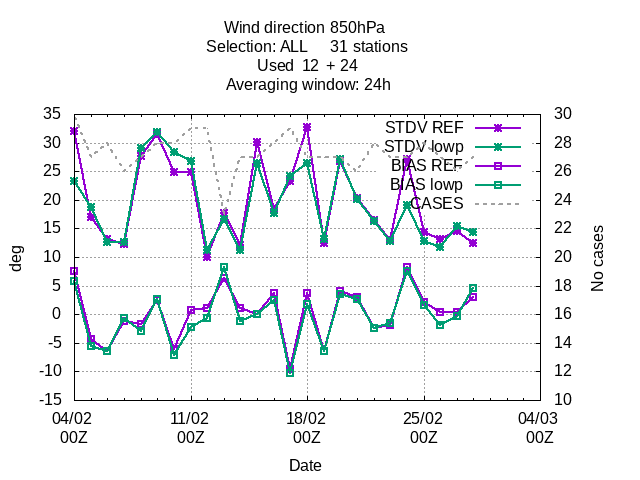 Wind direction 850hPa
Selection: ALL     31 stations
Used  12 + 24
Averaging window: 24h
35 30
30 28
25 26
20 24
15 22
10 20
5 18
0 16
-5 14
-10 12
-15 10
STDV REF
STDV lowp
BIAS REF
BIAS lowp
CASES
deg
No cases
04/02 11/02 18/02 25/02 04/03
00Z 00Z 00Z 00Z 00Z
Date